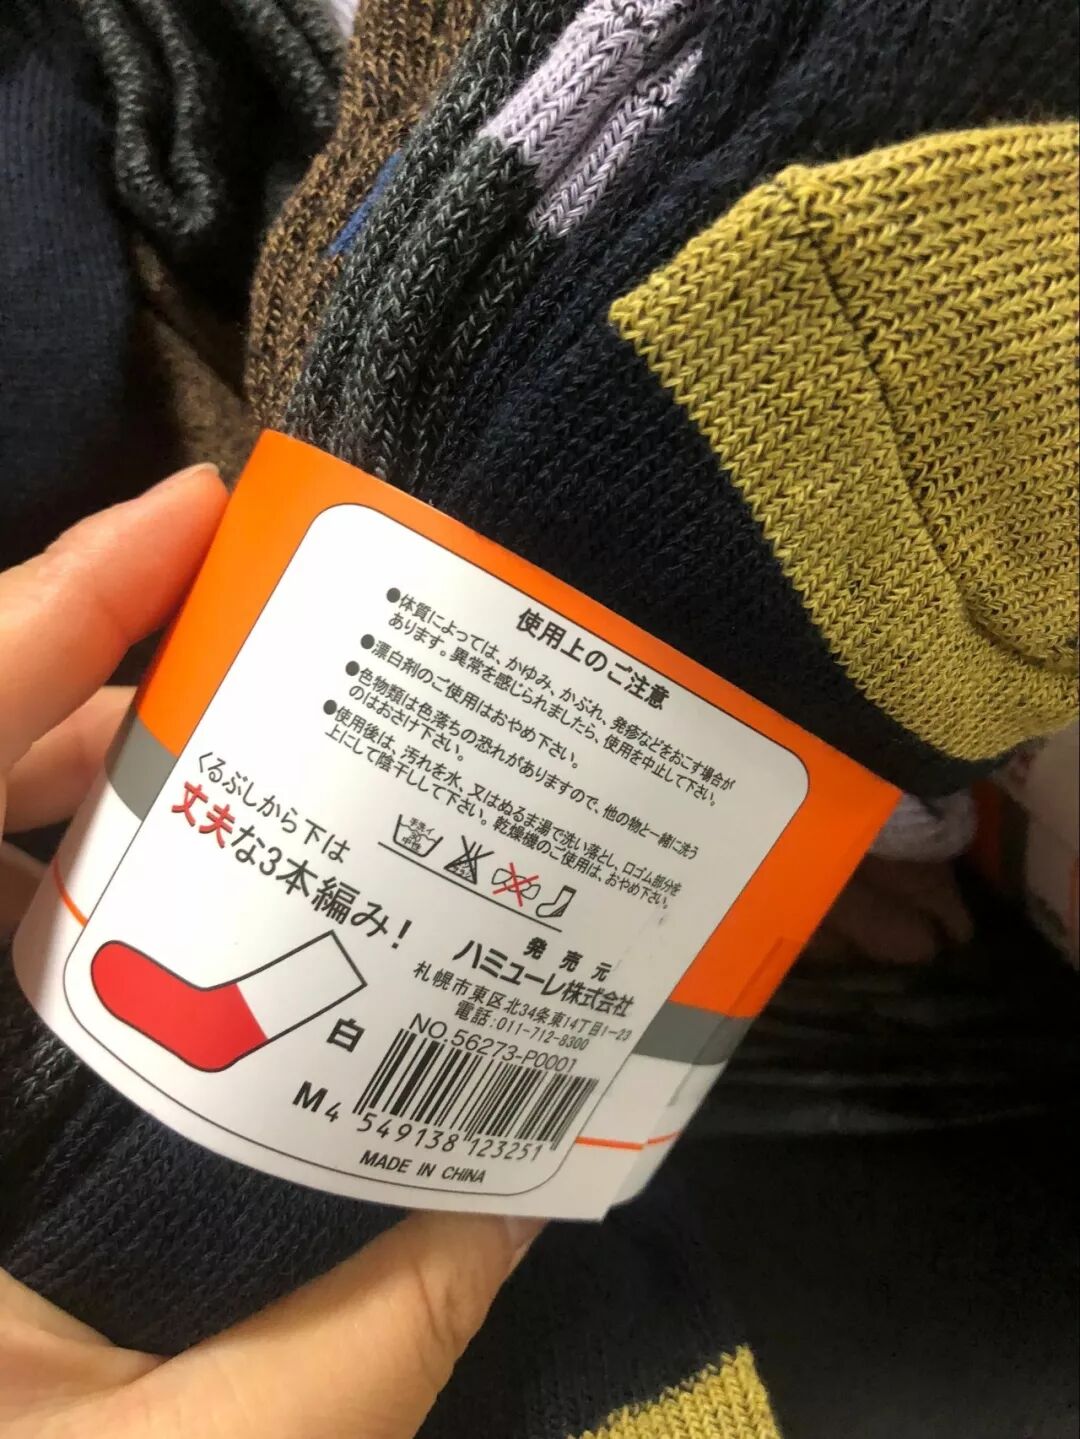 使用上のご注意
●体質によっては、かゆみ、かぶれ、発疹などをおこす場合が
あります。異常を感じられましたら、使用を中止して下さい。
●漂白剤のご使用はおやめ下さい。
●色物類は色落ちの恐れがありますので、他の物と一緒に洗う
のはおさけ下さい。
●使用後は、汚れを水、又はぬるま湯で洗い落とし、口ゴム部分を
上にして陰干しして下さい。乾燥機のご使用は、おやめ下さい。
くるぶしから下は
丈夫な3本編み!
発売元
ハミューレ株式会社
札幌市東区北34条東14丁目1-23
電話:011-712-8300
NO.56273-P0001
白
M
4 549138 123251
MADE IN CHINA